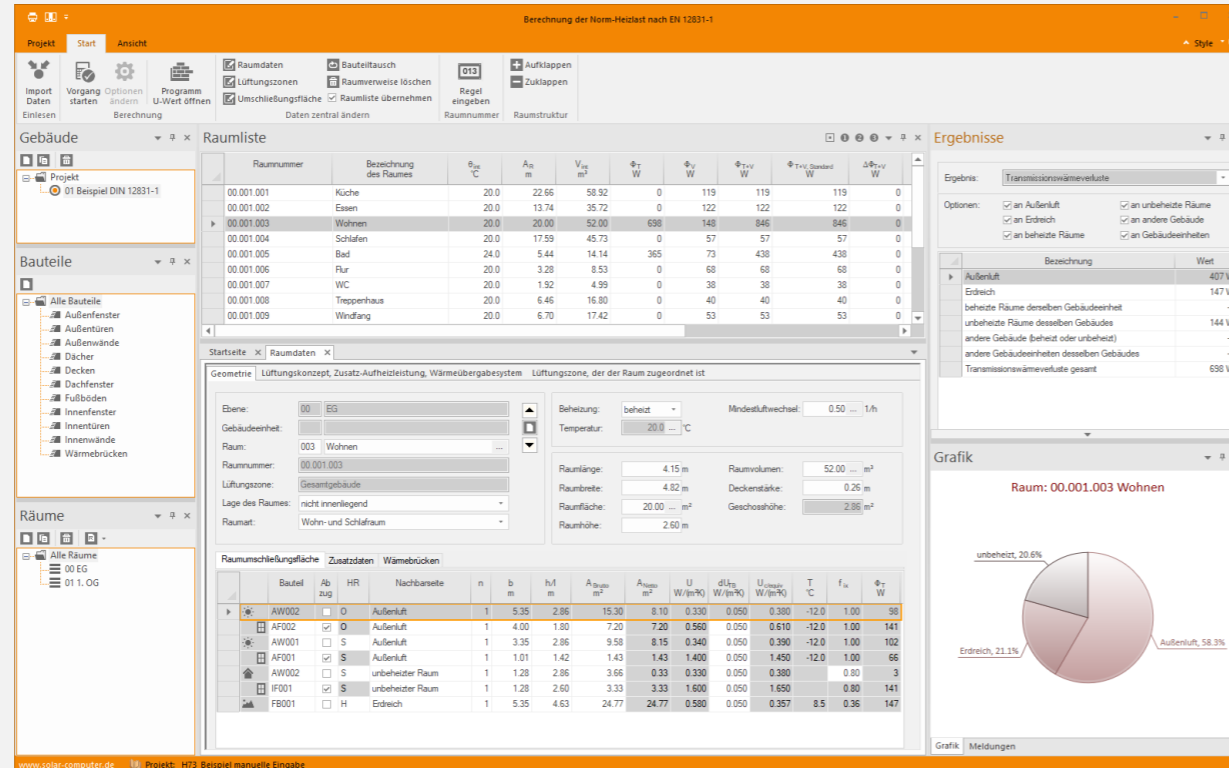 Berechnung der Norm-Heizlast nach EN 12831-1
Projekt Start Ansicht Style
Import Daten
Vorgang starten
Optionen ändern
Programm U-Wert öffnen
Raumdaten
Lüftungszonen
Umschließungsfläche
Bauteiltausch
Raumverweise löschen
Raumliste übernehmen
013
Regel eingeben
Aufklappen
Zuklappen
Einlesen Berechnung Daten zentral ändern Raumnummer Raumstruktur
Gebäude
Projekt
01 Beispiel DIN 12831-1
Bauteile
Alle Bauteile
Außenfenster
Außentüren
Außenwände
Dächer
Decken
Dachfenster
Fußböden
Innenfenster
Innentüren
Innenwände
Wärmebrücken
Räume
Alle Räume
00 EG
01 1. OG
Raumliste
Raumnummer Bezeichnung des Raumes θint °C AR m Vint m³ ΦT W ΦV W ΦT+V W ΦT+V, Standard W ΔΦT+V W
00.001.001 Küche 20.0 22.66 58.92 0 119 119 119 0
00.001.002 Essen 20.0 13.74 35.72 0 122 122 122 0
00.001.003 Wohnen 20.0 20.00 52.00 698 148 846 846 0
00.001.004 Schlafen 20.0 17.59 45.73 0 57 57 57 0
00.001.005 Bad 24.0 5.44 14.14 365 73 438 438 0
00.001.006 Flur 20.0 3.28 8.53 0 68 68 68 0
00.001.007 WC 20.0 1.92 4.99 0 38 38 38 0
00.001.008 Treppenhaus 20.0 6.46 16.80 0 40 40 40 0
00.001.009 Windfang 20.0 6.70 17.42 0 53 53 53 0
Startseite Raumdaten
Geometrie Lüftungskonzept, Zusatz-Aufheizleistung, Wärmeübergabesystem Lüftungszone, der der Raum zugeordnet ist
Ebene: 00 EG
Gebäudeeinheit:
Raum: 003 Wohnen ...
Raumnummer: 00.001.003
Lüftungszone: Gesamtgebäude
Lage des Raumes: nicht innenliegend
Raumart: Wohn- und Schlafraum
Beheizung: beheizt Mindestluftwechsel: 0.50 ... 1/h
Temperatur: 20.0 ... °C
Raumlänge: 4.15 m Raumvolumen: 52.00 ... m³
Raumbreite: 4.82 m Deckenstärke: 0.26 m
Raumfläche: 20.00 ... m² Geschosshöhe: 2.86 m²
Raumhöhe: 2.60 m
Raumumschließungsfläche Zusatzdaten Wärmebrücken
Bauteil Ab zug HR Nachbarseite n b m h/l m ABrutto m² ANetto m² U W/(m²K) dUTB W/(m²K) T °C ΦT W
AW002 O Außenluft 1 5.35 2.86 15.30 8.10 0.330 0.050 0.380 -12.0 1.00 98
AF002 O Außenluft 1 4.00 1.80 7.20 7.20 0.560 0.050 0.610 -12.0 1.00 141
AW001 S Außenluft 1 3.35 2.86 9.58 8.15 0.340 0.050 0.390 -12.0 1.00 102
AF001 S Außenluft 1 1.01 1.42 1.43 1.43 1.400 0.050 1.450 -12.0 1.00 66
AW002 S unbeheizter Raum 1 1.28 2.86 3.66 0.33 0.330 0.050 0.380 0.80 3
IF001 S unbeheizter Raum 1 1.28 2.60 3.33 3.33 1.600 0.050 1.650 0.80 141
FB001 H Erdreich 1 5.35 4.63 24.77 24.77 0.580 0.050 0.357 8.5 0.36 147
Ergebnisse
Ergebnis: Transmissionswärmeverluste
Optionen: an Außenluft an unbeheizte Räume
an Erdreich an andere Gebäude
an beheizte Räume an Gebäudeeinheiten
Bezeichnung Wert
Außenluft 407 W
Erdreich 147 W
beheizte Räume derselben Gebäudeeinheit -
unbeheizte Räume desselben Gebäudes 144 W
andere Gebäude (beheizt oder unbeheizt) -
andere Gebäudeeinheiten desselben Gebäudes -
Transmissionswärmeverluste gesamt 698 W
Grafik
Raum: 00.001.003 Wohnen
unbeheizt, 20.6%
Außenluft, 58.3%
Erdreich, 21.1%
Grafik Meldungen
www.solar-computer.de Projekt: H73 Beispiel manuelle Eingabe